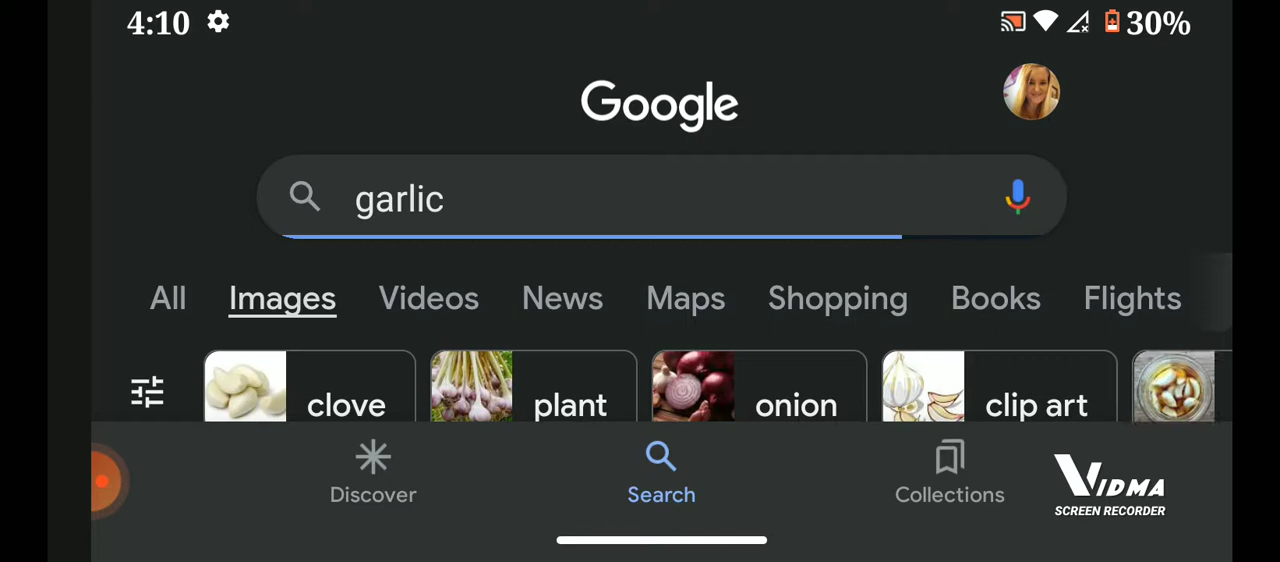 4:10 30%
Google
garlic
All Images Videos News Maps Shopping Books Flights
clove plant onion clip art
Discover Search Collections
VIDMA
SCREEN RECORDER